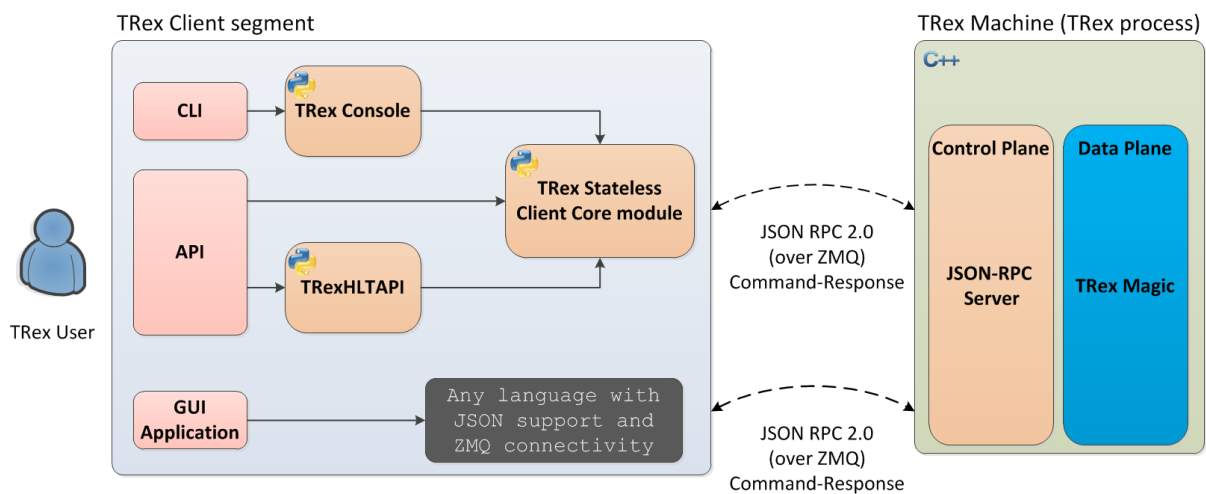 TRex Client segment
TRex Machine (TRex process)
C++
CLI
TRex Console
Control Plane
Data Plane
TRex Stateless
Client Core module
API
JSON RPC 2.0
(over ZMQ)
Command-Response
JSON-RPC
Server
TRex Magic
TRexHLTAPI
TRex User
GUI
Application
Any language with
JSON support and
ZMQ connectivity
JSON RPC 2.0
(over ZMQ)
Command-Response